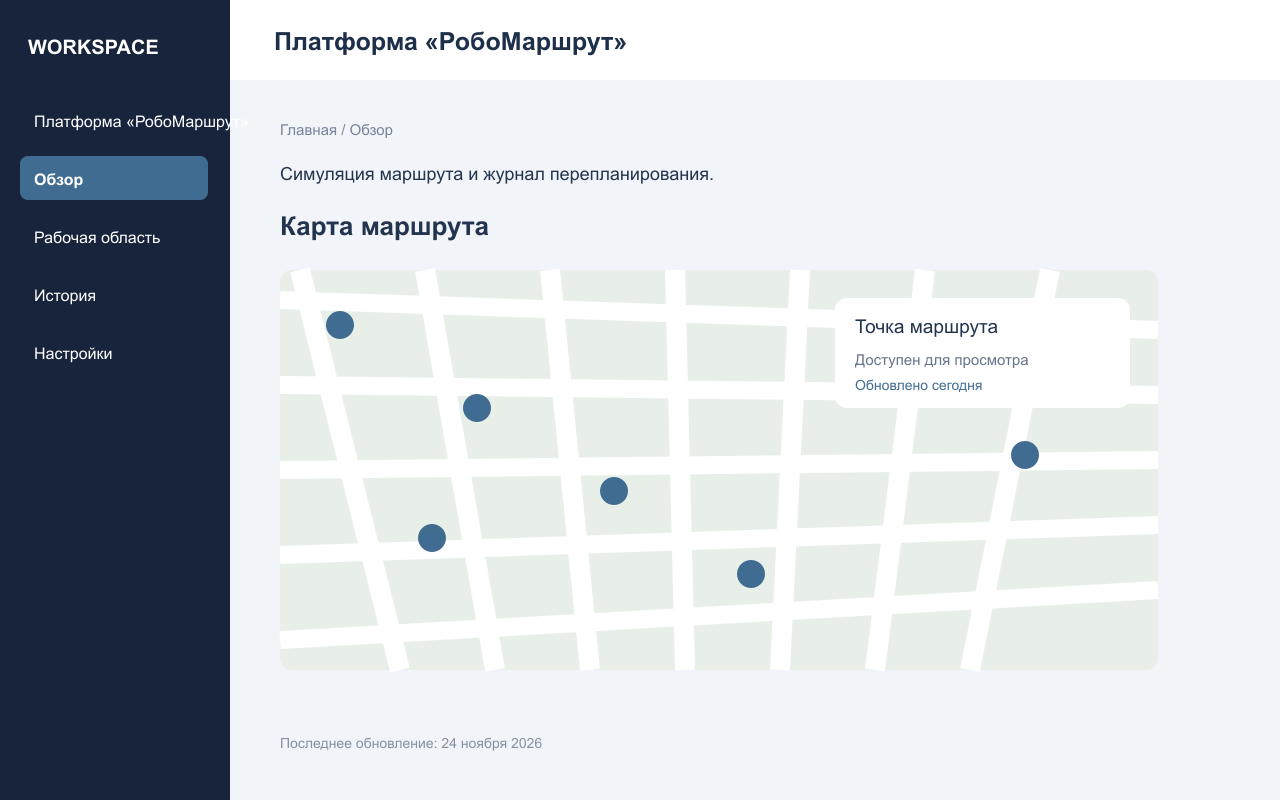 WORKSPACE
Платформа «РобоМаршрут»
Обзор
Рабочая область
История
Настройки
Платформа «РобоМаршрут»
Главная / Обзор
Симуляция маршрута и журнал перепланирования.
Карта маршрута
Точка маршрута
Доступен для просмотра
Обновлено сегодня
Последнее обновление: 24 ноября 2026